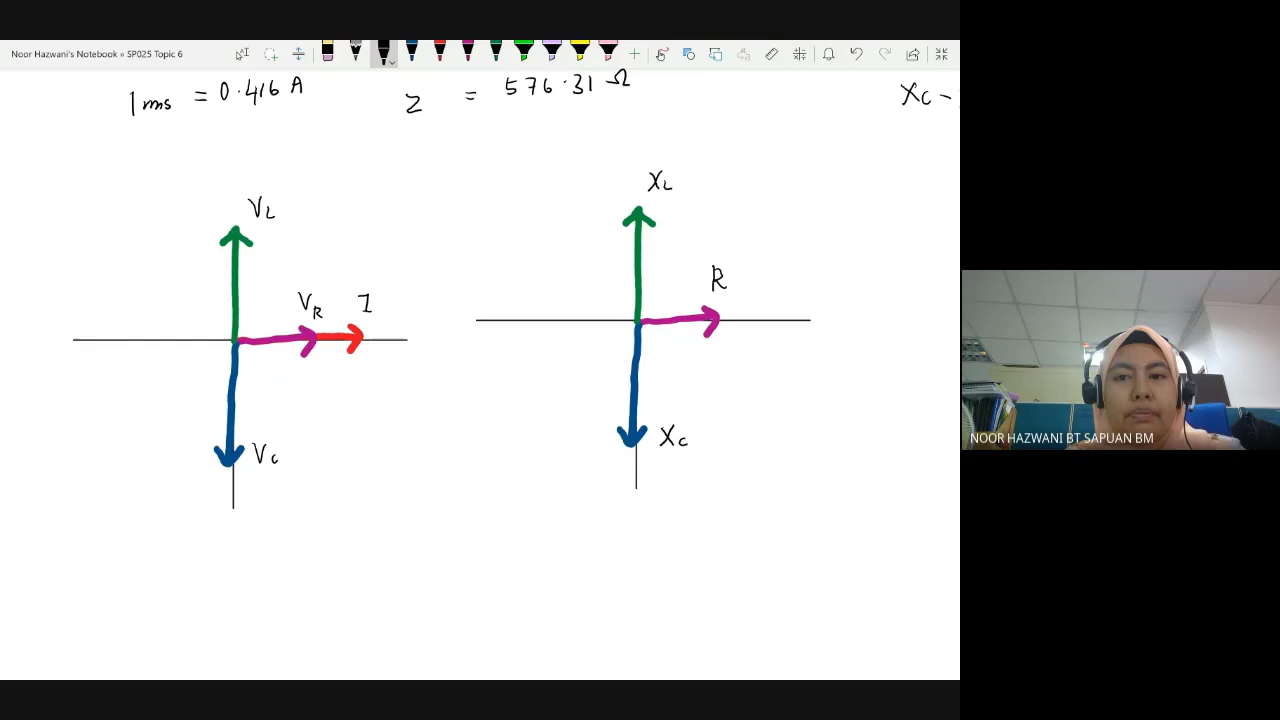 Noor Hazwani's Notebook » SP025 Topic 6
Irms = 0.416 A
Z = 576.31 Ω
XC -
VL
VR I
VC
XL
R
XC
NOOR HAZWANI BT SAPUAN BM